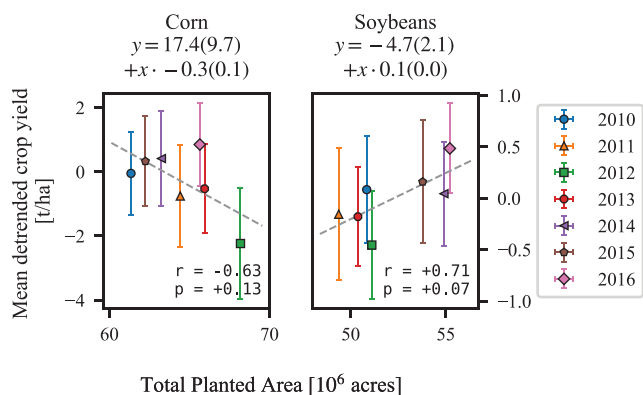 Corn
y = 17.4(9.7)
+x · −0.3(0.1)
Soybeans
y = −4.7(2.1)
+x · 0.1(0.0)
Mean detrended crop yield
[t/ha]
2
0
−2
−4
60
70
r = -0.63
p = +0.13
50
55
r = +0.71
p = +0.07
1.0
0.5
0.0
−0.5
−1.0
2010
2011
2012
2013
2014
2015
2016
Total Planted Area [10⁶ acres]